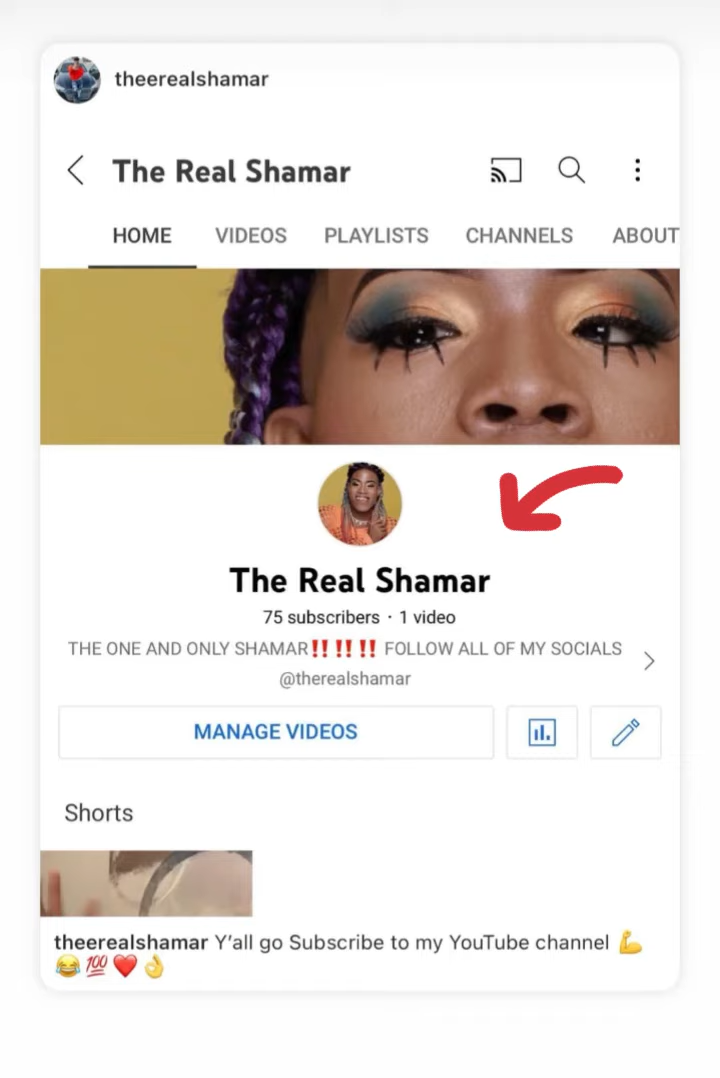 theerealshamar
The Real Shamar
HOME VIDEOS PLAYLISTS CHANNELS ABOUT
The Real Shamar
75 subscribers · 1 video
THE ONE AND ONLY SHAMAR‼️‼️‼️ FOLLOW ALL OF MY SOCIALS
@therealshamar
MANAGE VIDEOS
Shorts
theerealshamar Y'all go Subscribe to my YouTube channel 💪
😂💯❤️👌